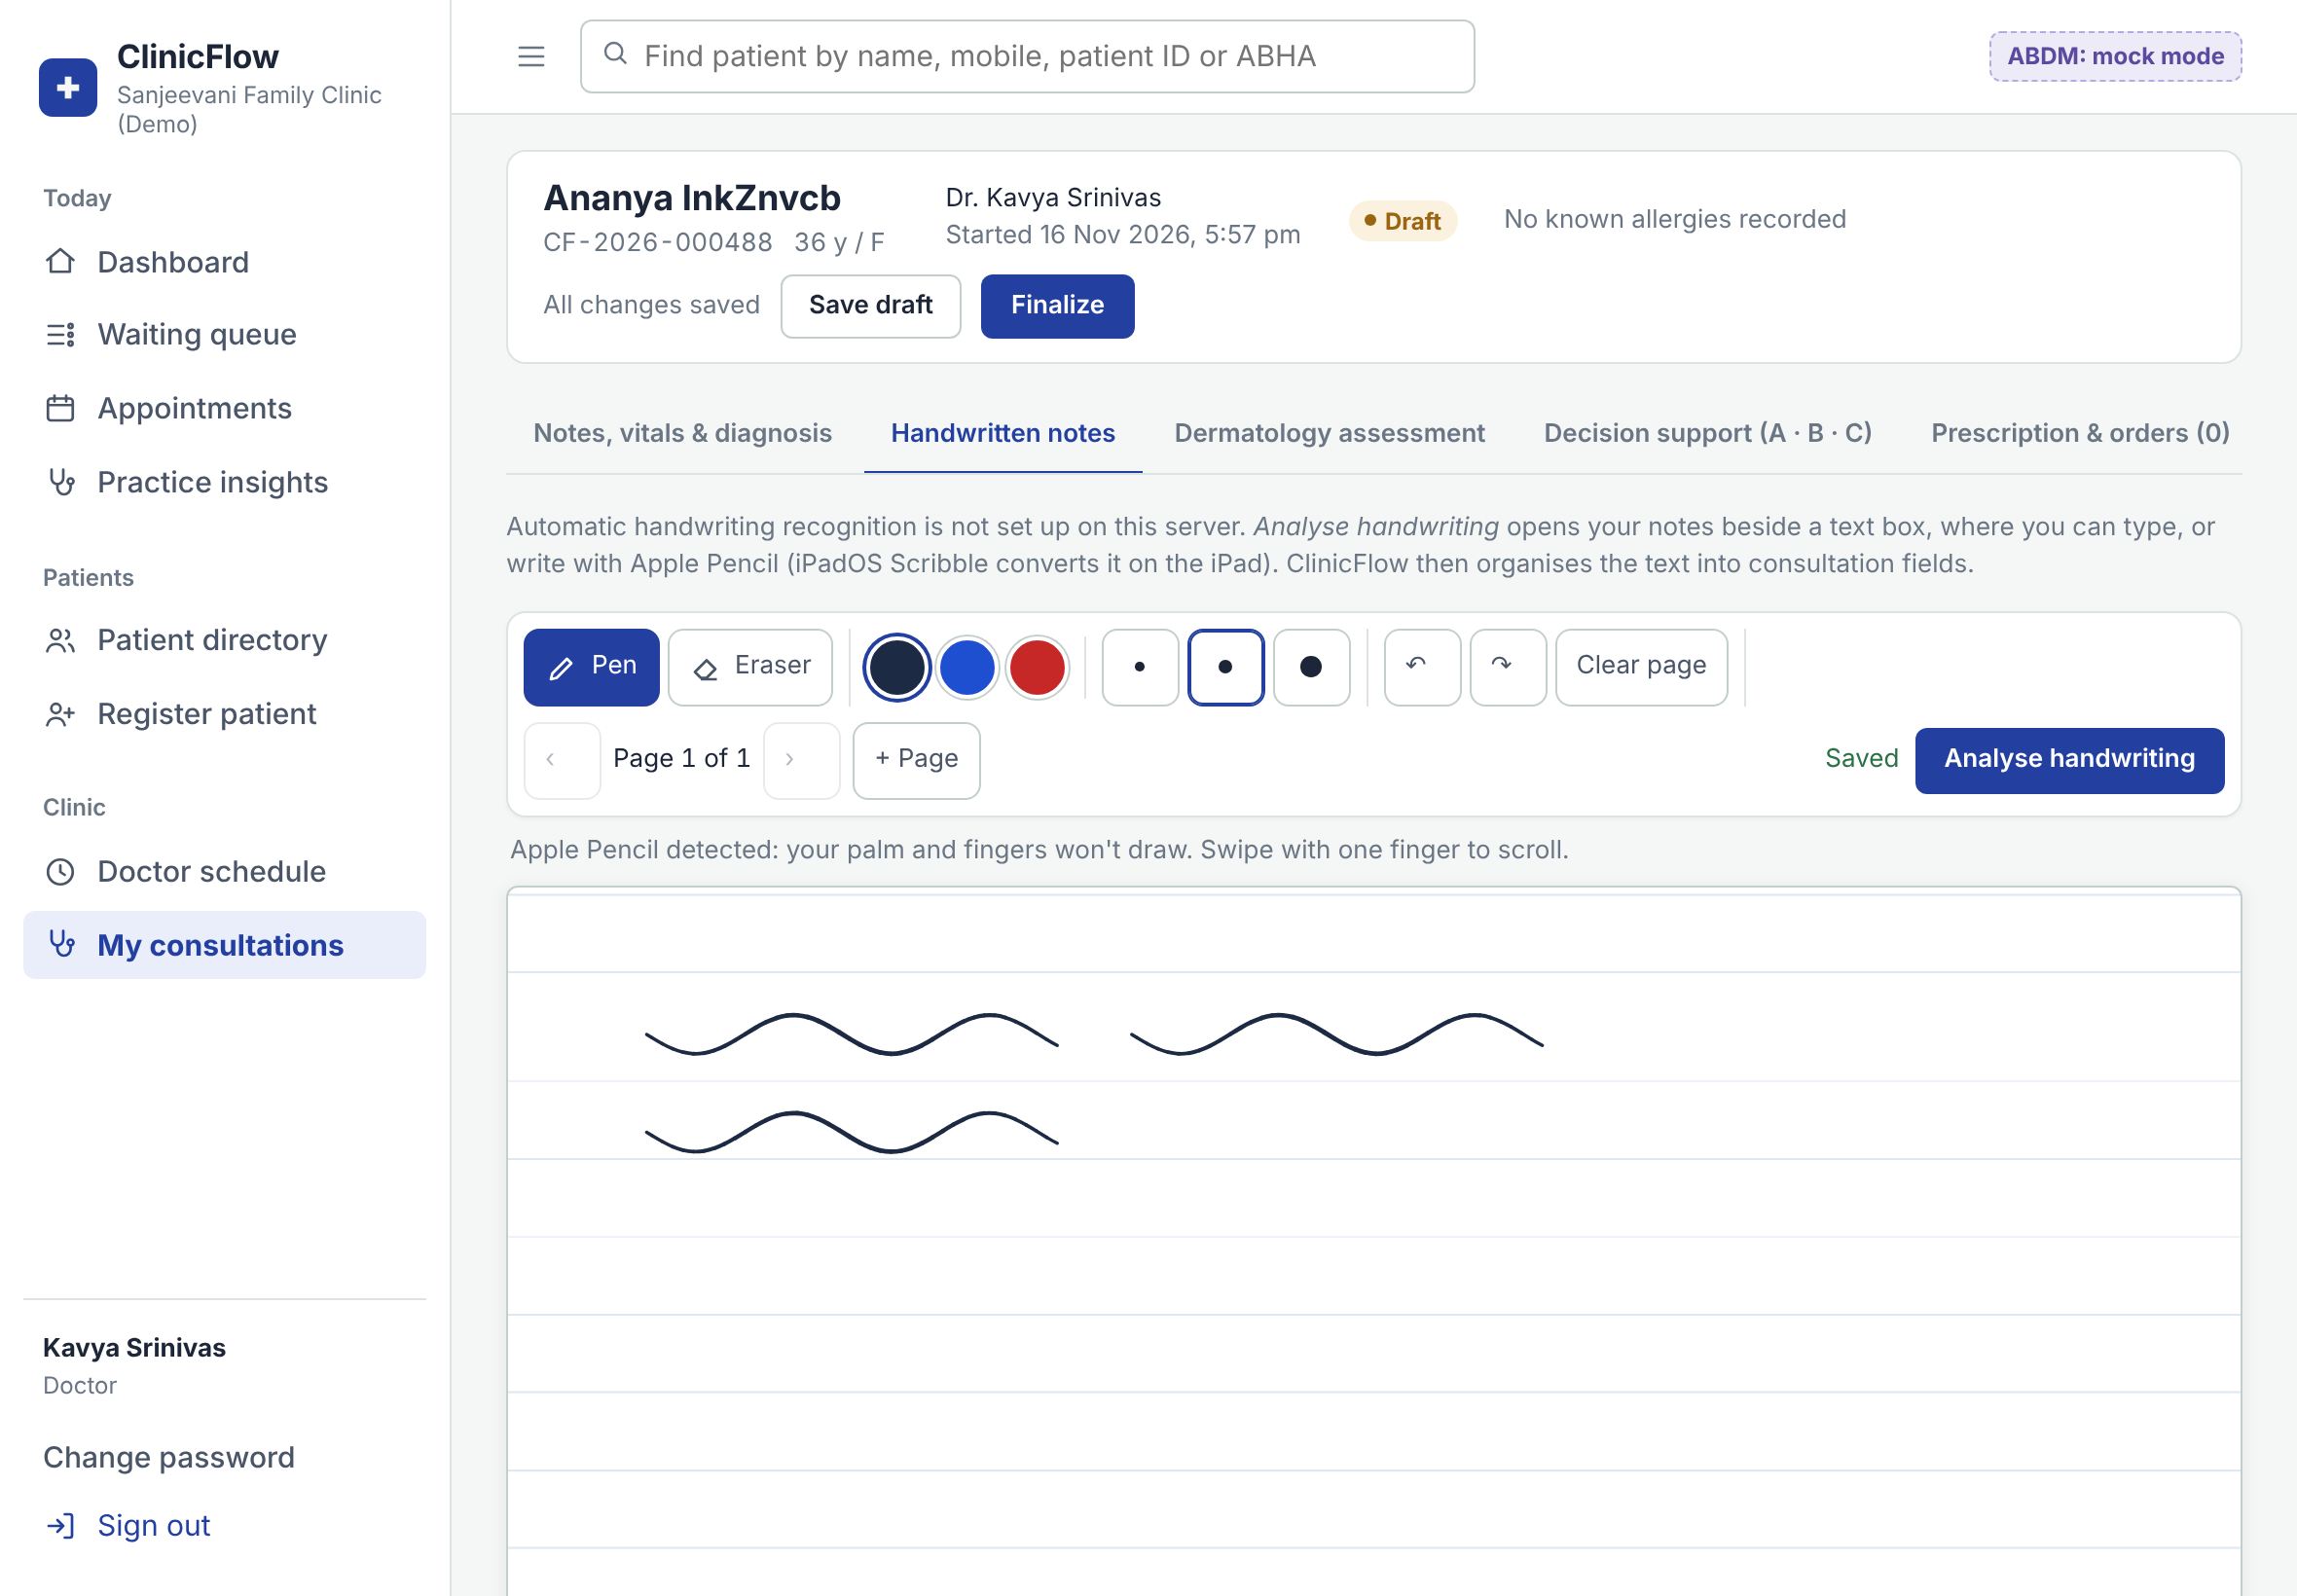 ClinicFlow
Sanjeevani Family Clinic
(Demo)
Today
Dashboard
Waiting queue
Appointments
Practice insights
Patients
Patient directory
Register patient
Clinic
Doctor schedule
My consultations
Kavya Srinivas
Doctor
Change password
Sign out
Find patient by name, mobile, patient ID or ABHA
ABDM: mock mode
Ananya InkZnvcb
CF-2026-000488 36 y / F
Dr. Kavya Srinivas
Started 16 Nov 2026, 5:57 pm
Draft
No known allergies recorded
All changes saved
Save draft
Finalize
Notes, vitals & diagnosis
Handwritten notes
Dermatology assessment
Decision support (A · B · C)
Prescription & orders (0)
Automatic handwriting recognition is not set up on this server. Analyse handwriting opens your notes beside a text box, where you can type, or
write with Apple Pencil (iPadOS Scribble converts it on the iPad). ClinicFlow then organises the text into consultation fields.
Pen
Eraser
Clear page
Page 1 of 1
+ Page
Saved
Analyse handwriting
Apple Pencil detected: your palm and fingers won't draw. Swipe with one finger to scroll.